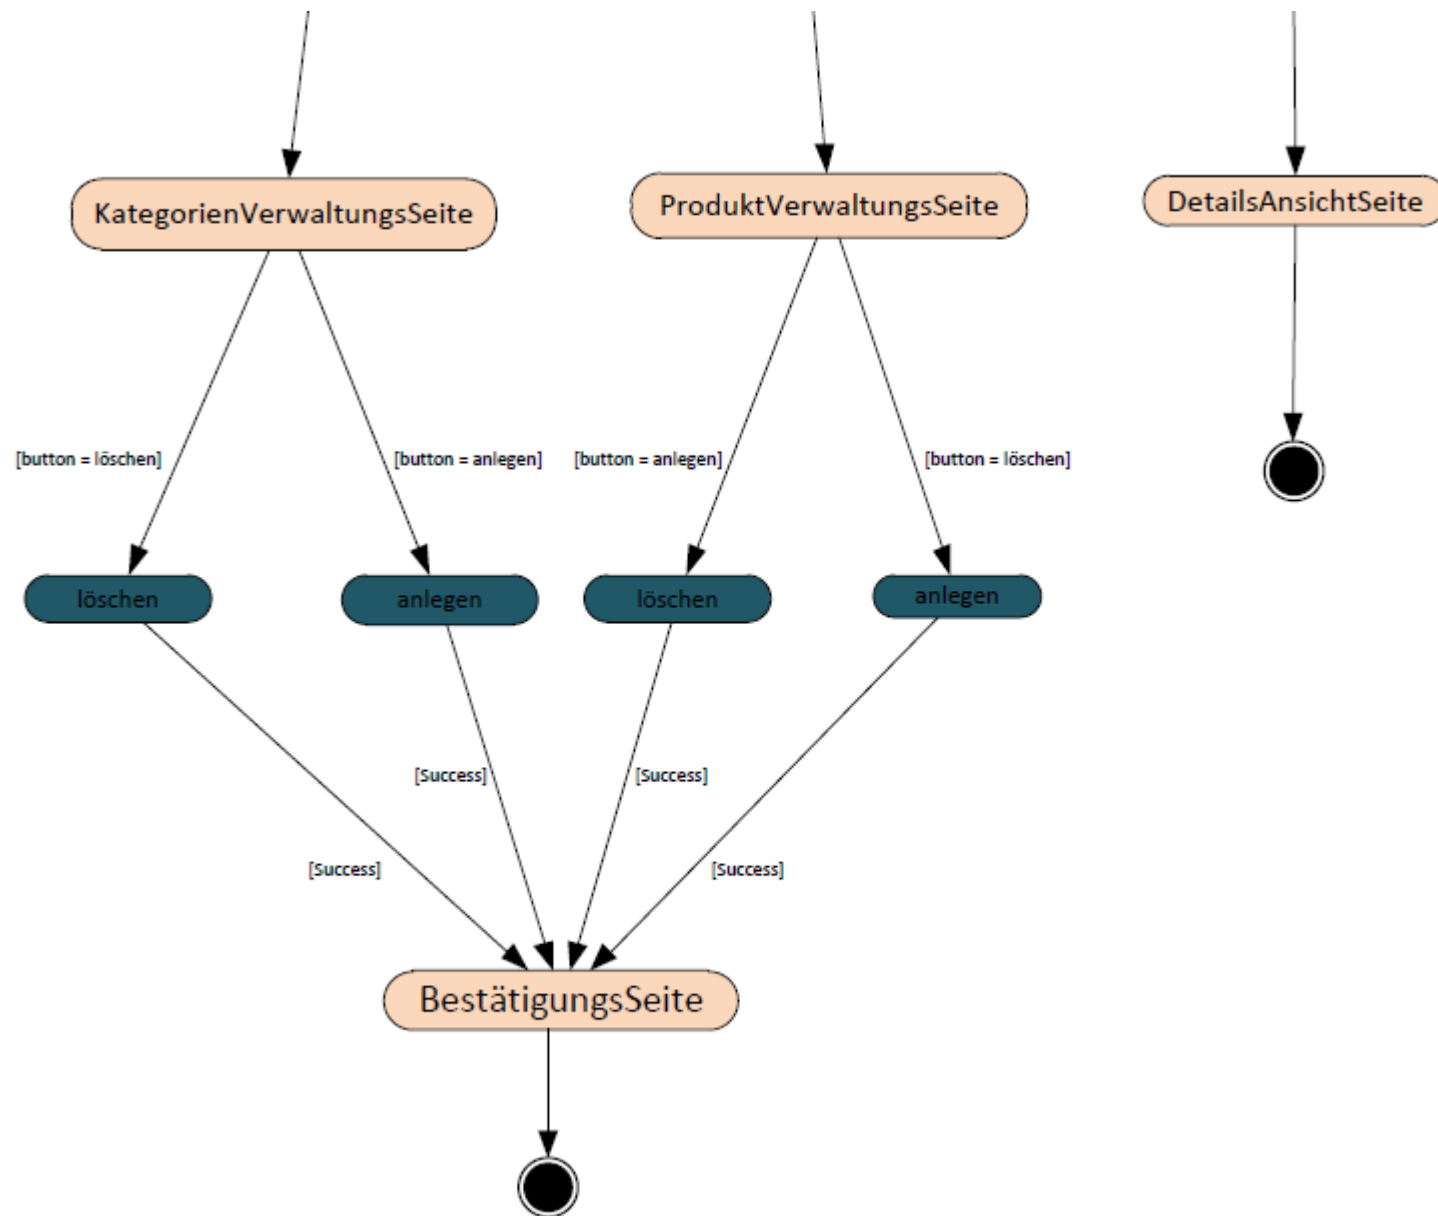 KategorienVerwaltungsSeite
ProduktVerwaltungsSeite
DetailsAnsichtSeite
[button = löschen]
[button = anlegen]
[button = anlegen]
[button = löschen]
löschen
anlegen
löschen
anlegen
[Success]
[Success]
[Success]
[Success]
BestätigungsSeite